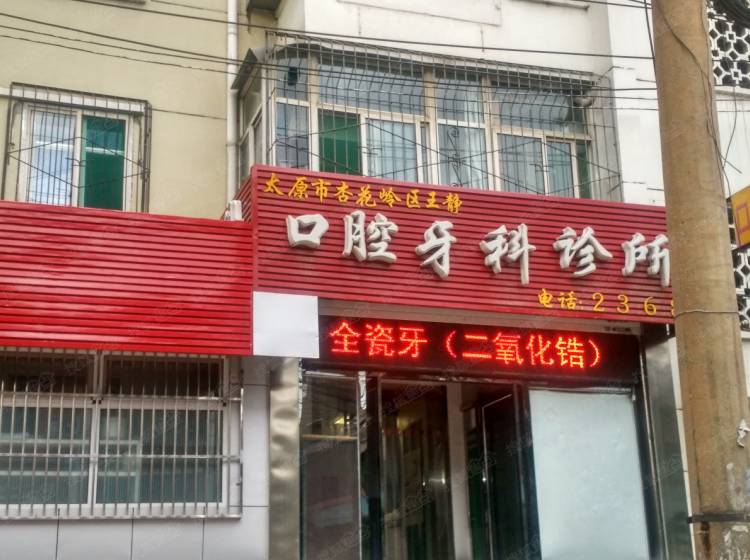 太原市杏花岭区王静
口腔牙科诊所
电话:236
全瓷牙（二氧化锆）